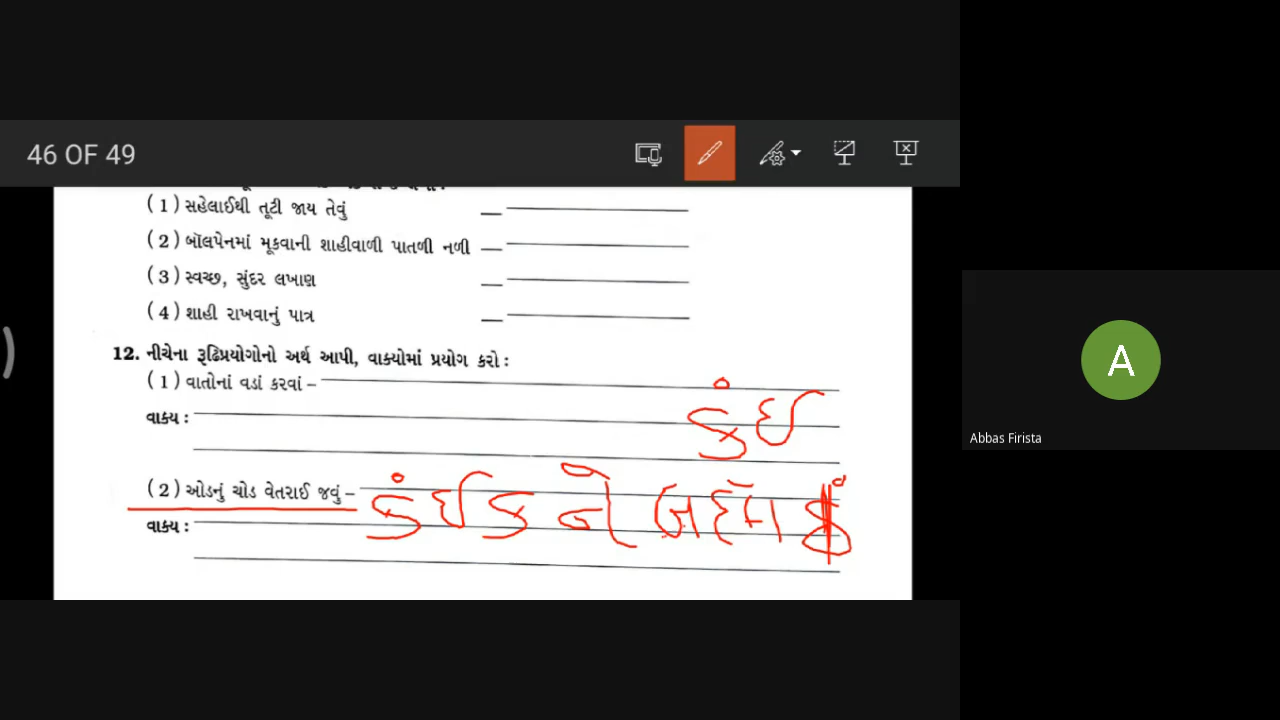 46 OF 49
(1) સહેલાઈથી તૂટી જાય તેવું
(2) બૉલપેનમાં મૂકવાની શાહીવાળી પાતળી નળી
(3) સ્વચ્છ, સુંદર લખાણ
(4) શાહી રાખવાનું પાત્ર
12. નીચેના રૂઢિપ્રયોગોનો અર્થ આપી, વાક્યોમાં પ્રયોગ કરો :
(1) વાતોનાં વડાં કરવાં –
કંઈ
વાક્ય :
(2) ઓડનું ચોડ વેતરાઈ જવું – કંઈક ને બદલે
વાક્ય :
A
Abbas Firista